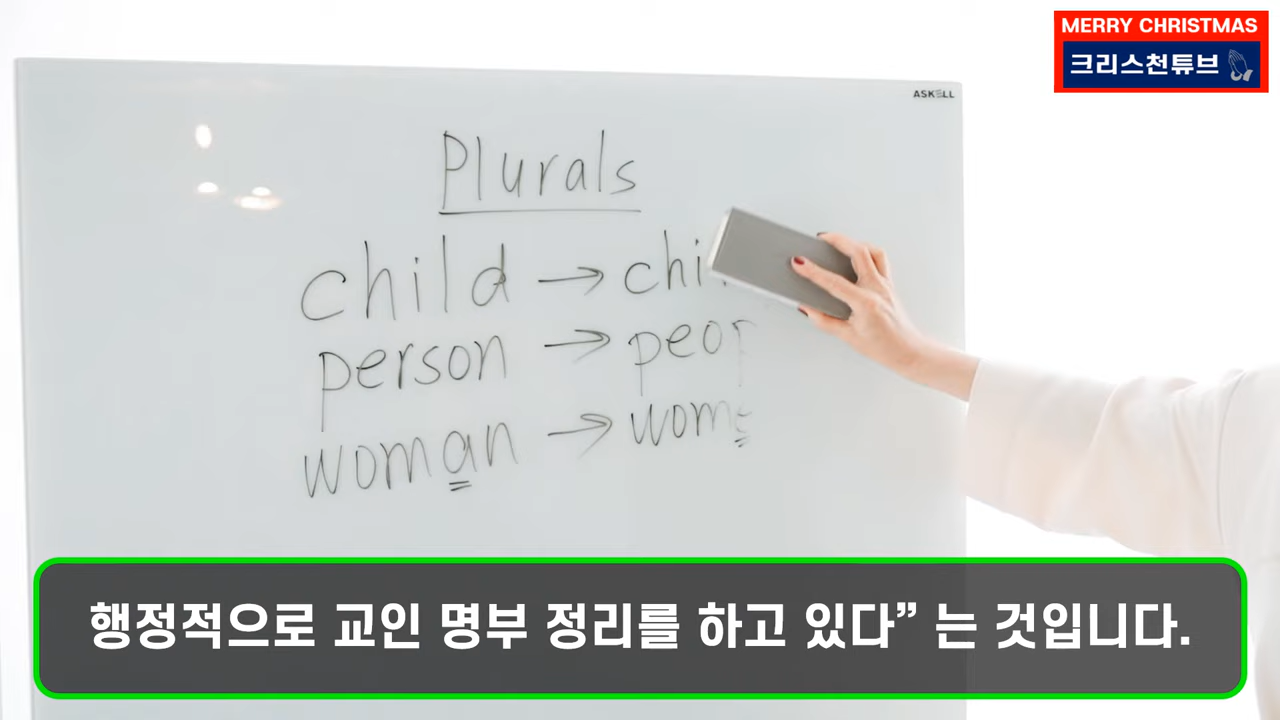 MERRY CHRISTMAS
크리스천튜브
ASKELL
Plurals
child → chi
person → peop
woman → wome
행정적으로 교인 명부 정리를 하고 있다” 는 것입니다.